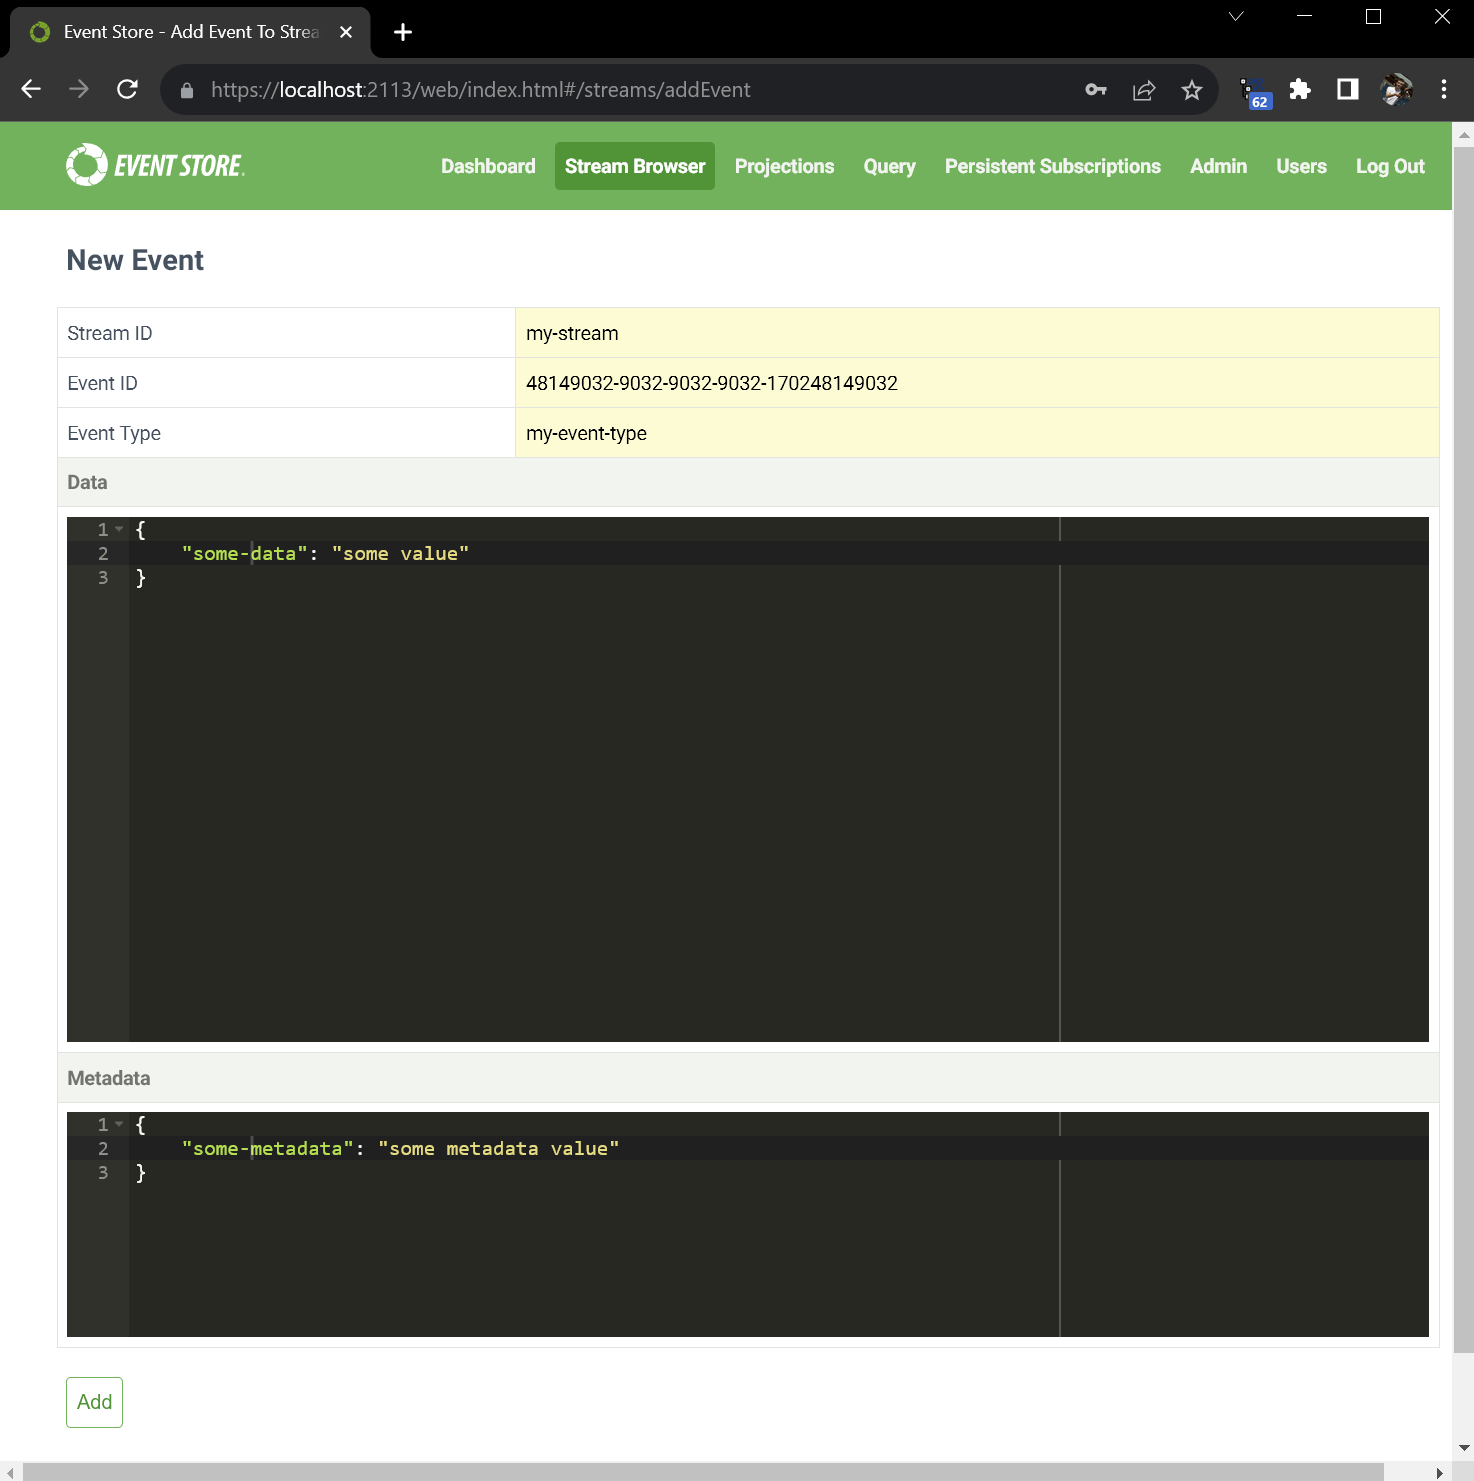 Event Store - Add Event To Strea
https://localhost:2113/web/index.html#/streams/addEvent
62
EVENT STORE.
Dashboard Stream Browser Projections Query Persistent Subscriptions Admin Users Log Out
New Event
Stream ID my-stream
Event ID 48149032-9032-9032-9032-170248149032
Event Type my-event-type
Data
1 {
2 "some-data": "some value"
3 }
Metadata
1 {
2 "some-metadata": "some metadata value"
3 }
Add